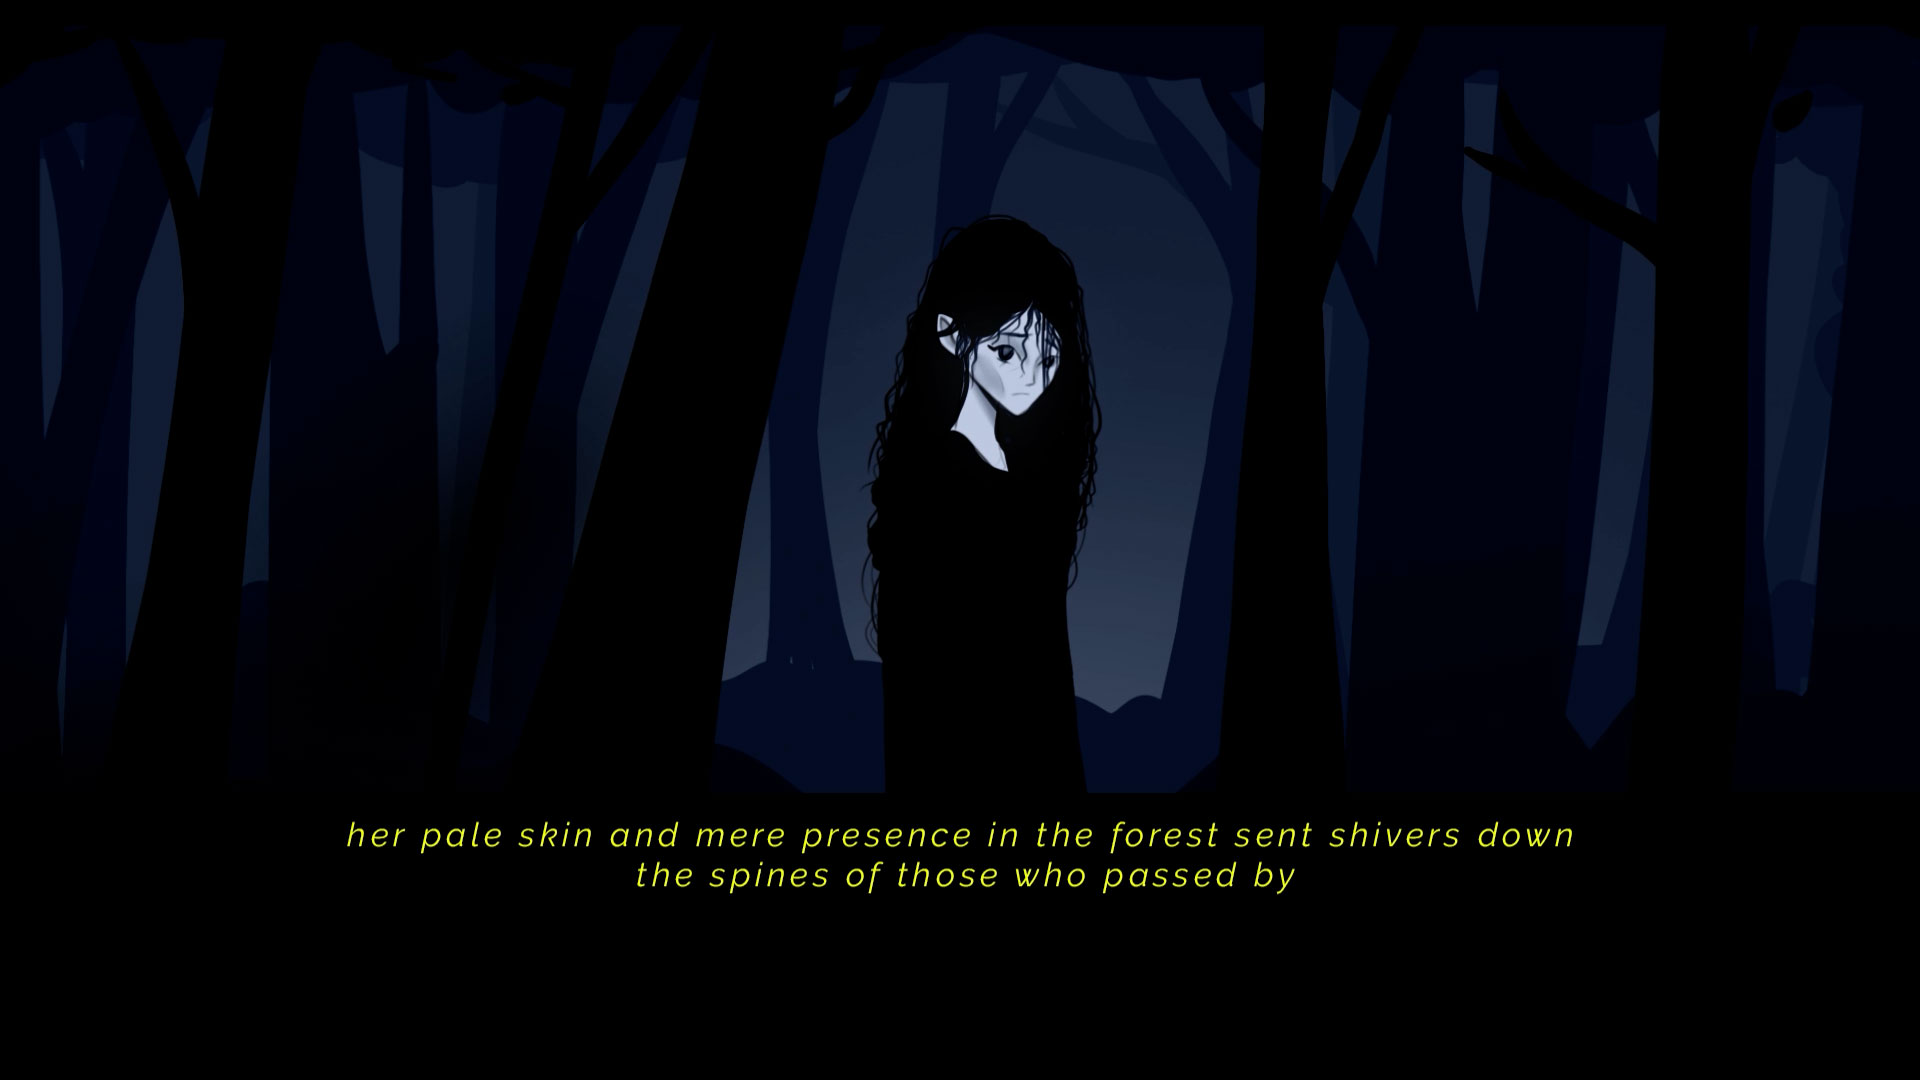 her pale skin and mere presence in the forest sent shivers down
the spines of those who passed by